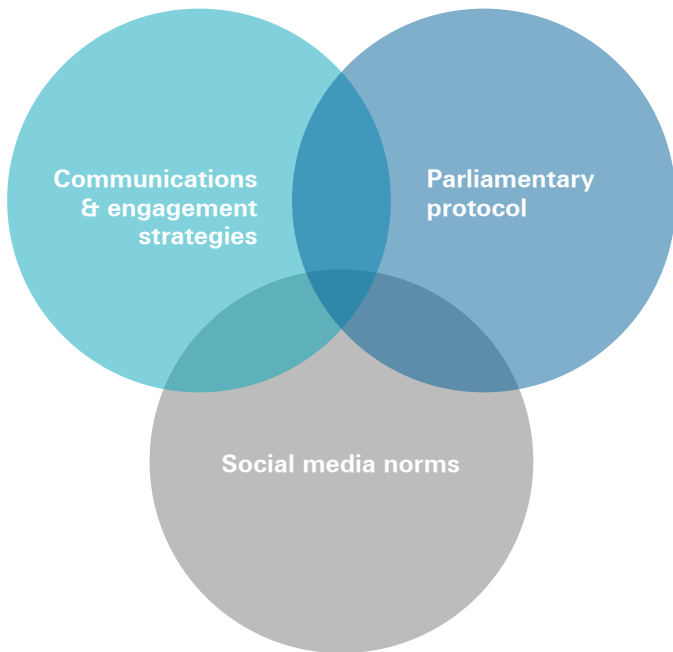 Communications
& engagement
strategies
Parliamentary
protocol
Social media norms